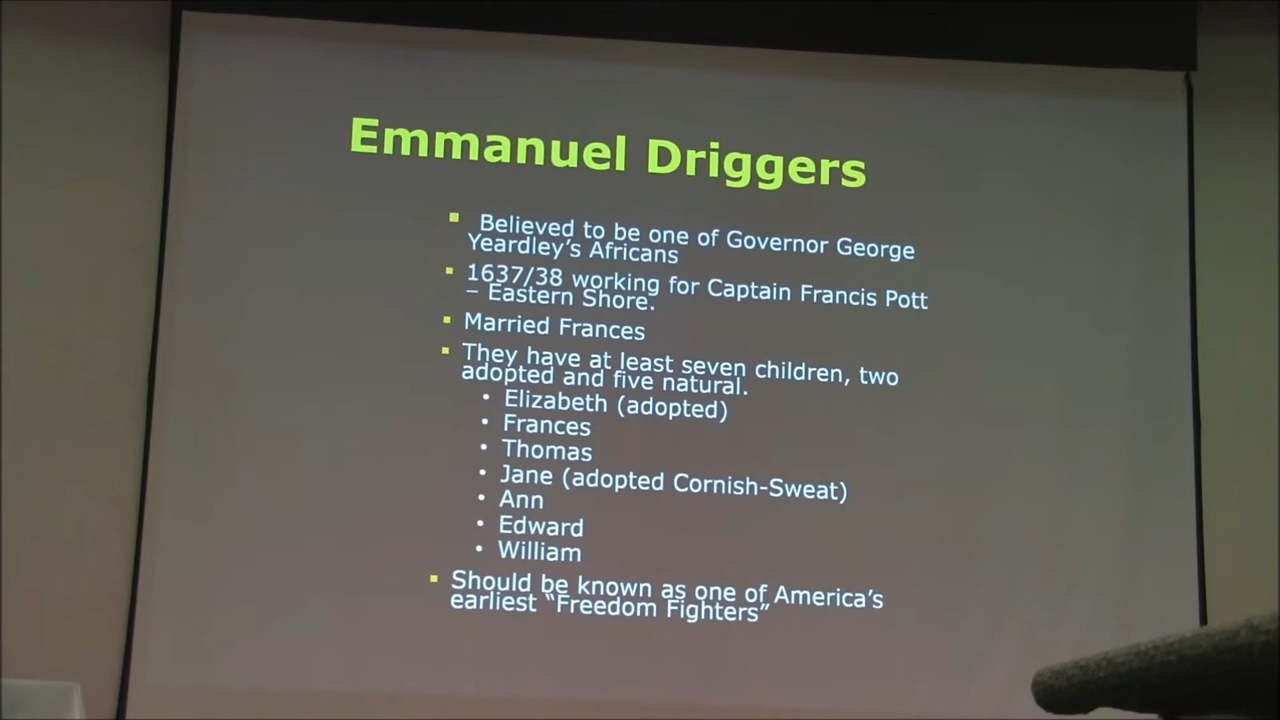 Emmanuel Driggers
▪ Believed to be one of Governor George
Yeardley's Africans
▪ 1637/38 working for Captain Francis Pott
– Eastern Shore.
▪ Married Frances
▪ They have at least seven children, two
adopted and five natural.
• Elizabeth (adopted)
• Frances
• Thomas
• Jane (adopted Cornish-Sweat)
• Ann
• Edward
• William
▪ Should be known as one of America's
earliest “Freedom Fighters”